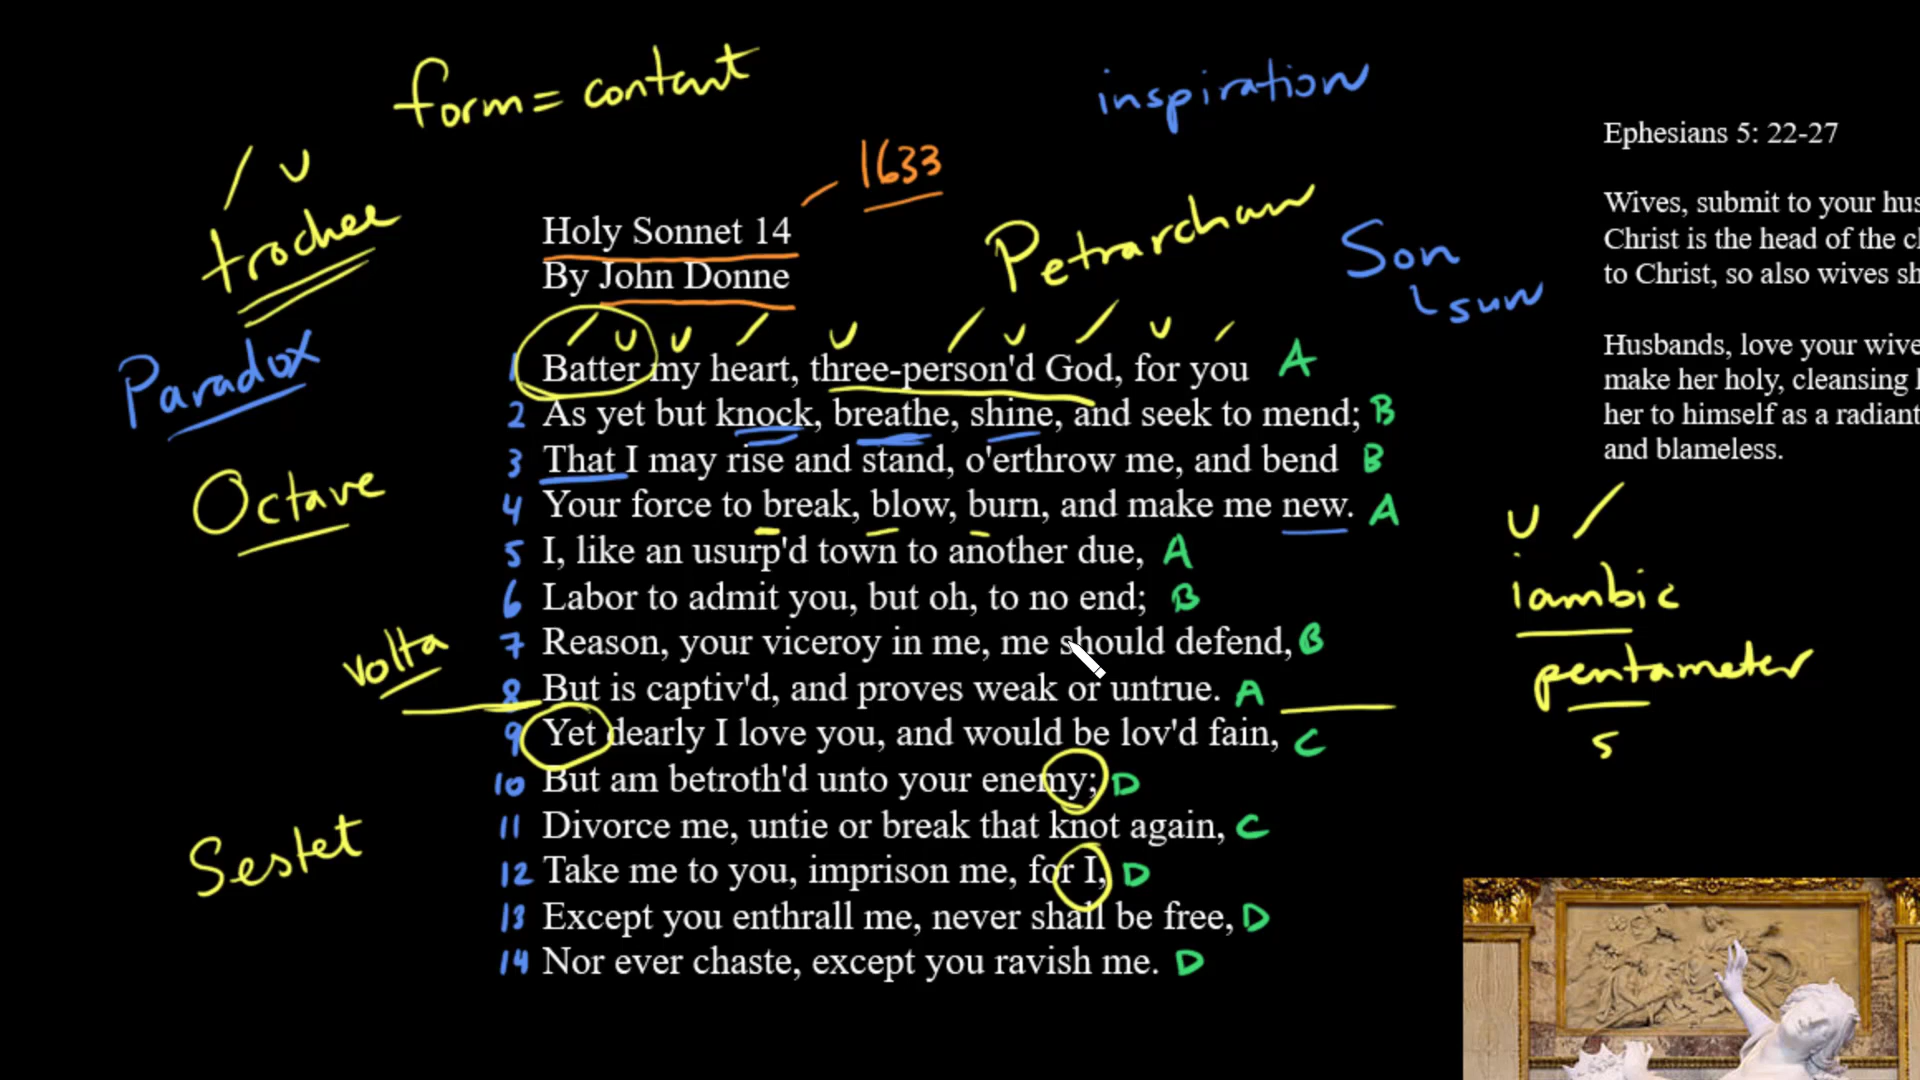 form = content
inspiration
1633
Ephesians 5: 22-27
/ U
trochee
Holy Sonnet 14
By John Donne
Petrarchan
Son
sun
Wives, submit to your hus
Christ is the head of the c
to Christ, so also wives sh
Husbands, love your wive
make her holy, cleansing
her to himself as a radiant
and blameless.
/ U U / U / U / U /
Paradox
1 Batter my heart, three-person'd God, for you A
2 As yet but knock, breathe, shine, and seek to mend; B
3 That I may rise and stand, o'erthrow me, and bend B
4 Your force to break, blow, burn, and make me new. A
5 I, like an usurp'd town to another due, A
6 Labor to admit you, but oh, to no end; B
7 Reason, your viceroy in me, me should defend, B
8 But is captiv'd, and proves weak or untrue. A
9 Yet dearly I love you, and would be lov'd fain, C
10 But am betroth'd unto your enemy; D
11 Divorce me, untie or break that knot again, C
12 Take me to you, imprison me, for I, D
13 Except you enthrall me, never shall be free, D
14 Nor ever chaste, except you ravish me. D
Octave
volta
Sestet
U /
iambic
pentameter
5